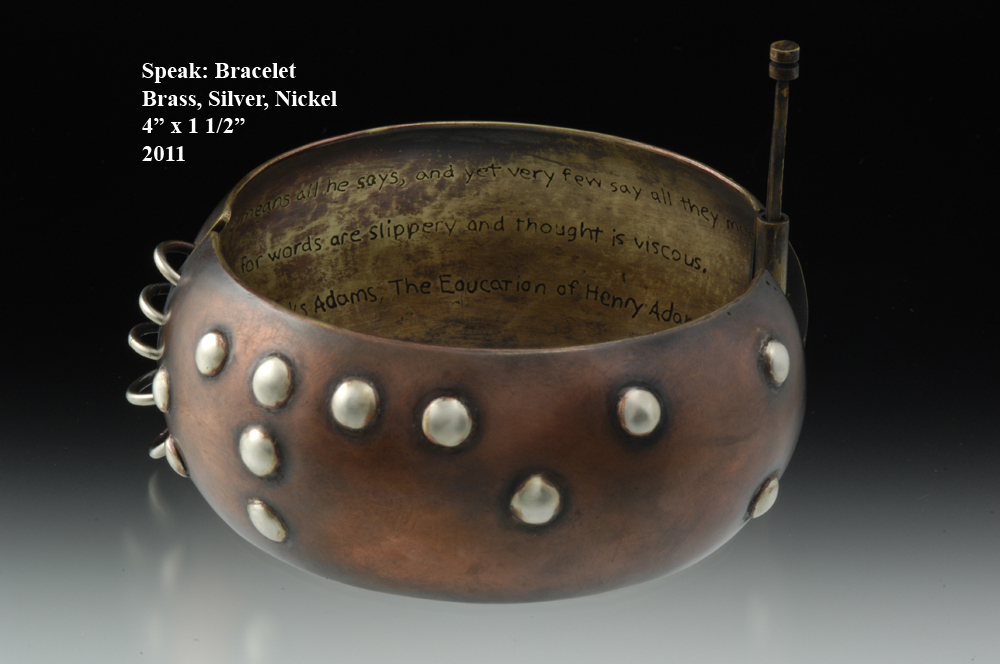 Speak: Bracelet
Brass, Silver, Nickel
4” x 1 1/2”
2011
means all he says, and yet very few say all they
for words are slippery and thought is viscous.
Adams, The Education of Henry